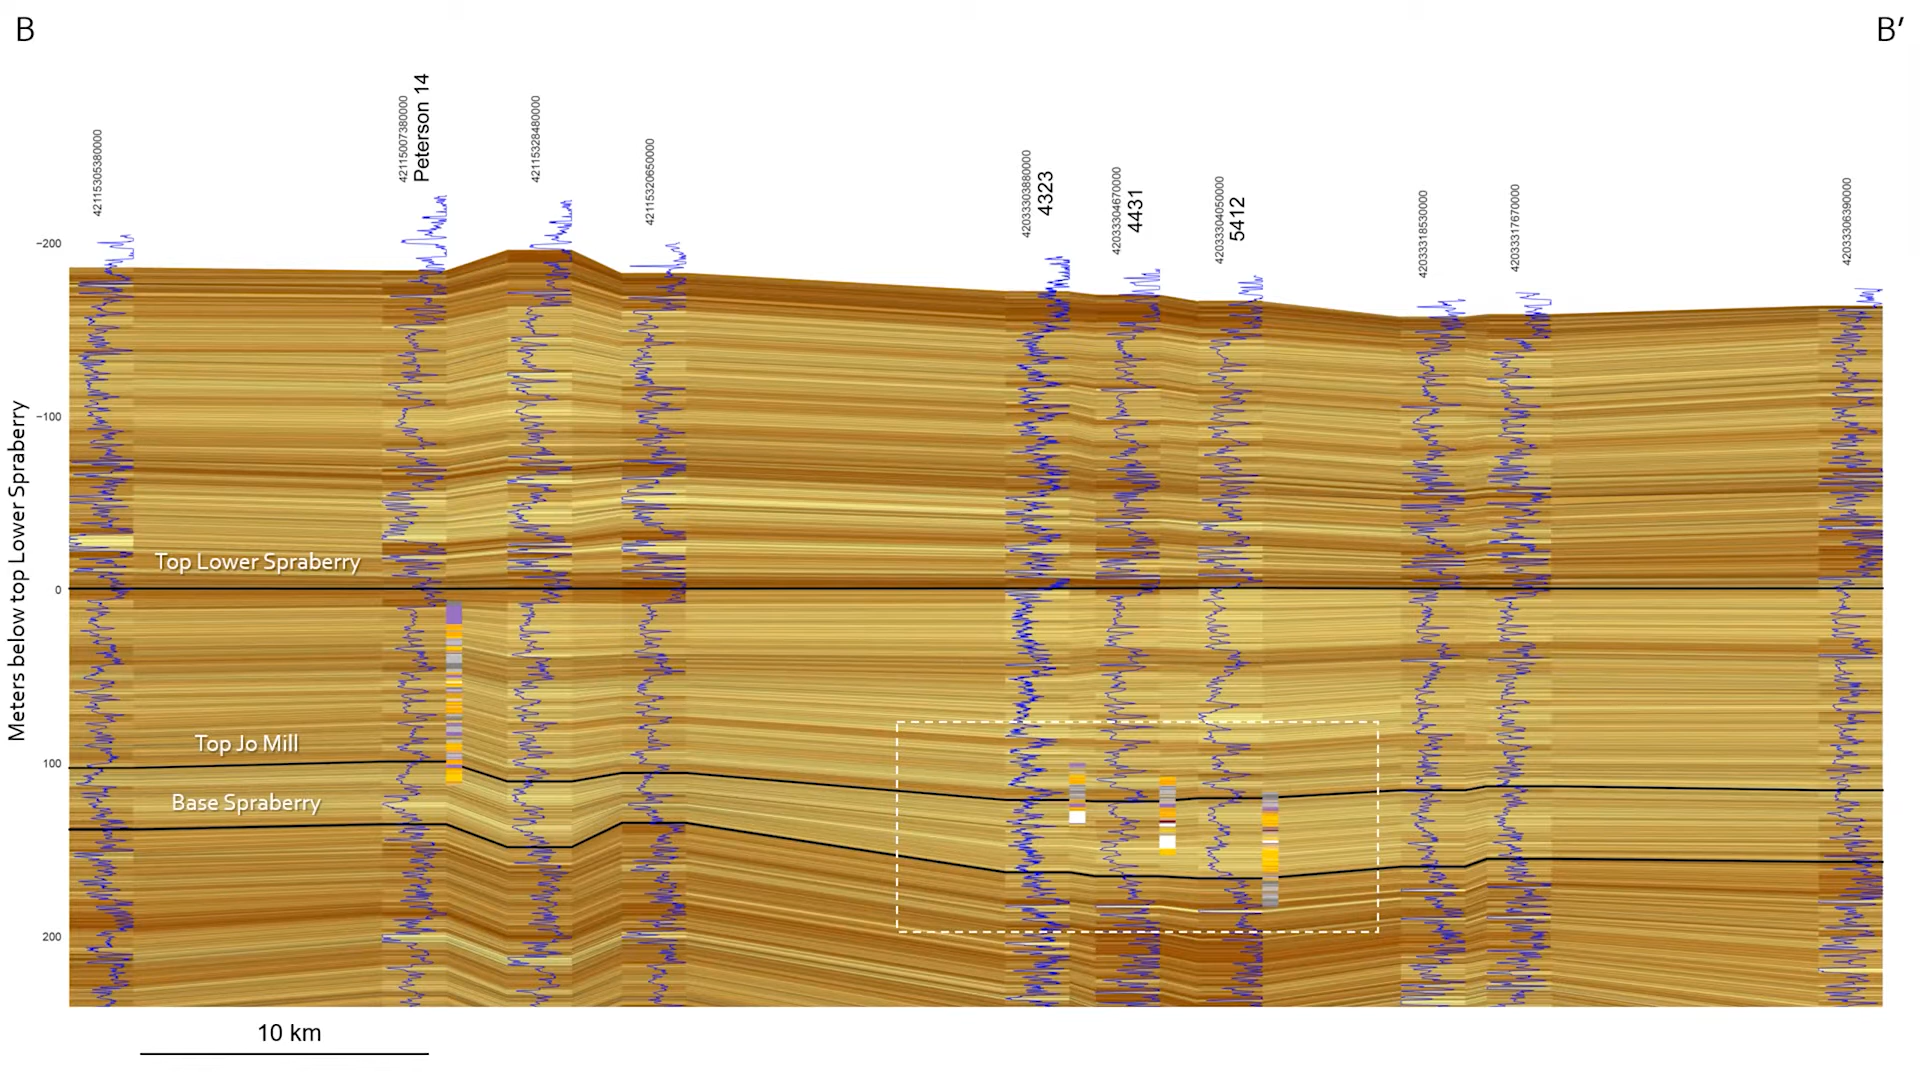 B
B′
42115305380000
42115007380000
Peterson 14
42115328480000
42115320650000
42033303880000
4323
42033304670000
4431
42033304050000
5412
42033318530000
42033317670000
42033306390000
Meters below top Lower Spraberry
−200
−100
0
100
200
Top Lower Spraberry
Top Jo Mill
Base Spraberry
10 km